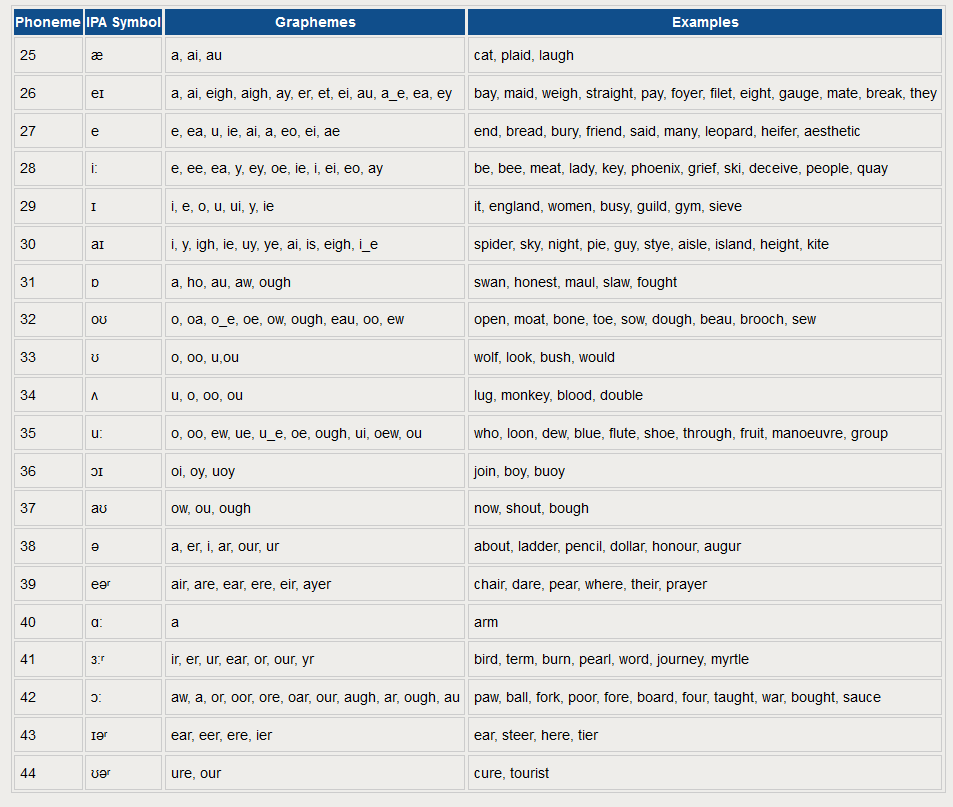 Phoneme IPA Symbol Graphemes Examples
25 æ a, ai, au cat, plaid, laugh
26 eɪ a, ai, eigh, aigh, ay, er, et, ei, au, a_e, ea, ey bay, maid, weigh, straight, pay, foyer, filet, eight, gauge, mate, break, they
27 e e, ea, u, ie, ai, a, eo, ei, ae end, bread, bury, friend, said, many, leopard, heifer, aesthetic
28 i: e, ee, ea, y, ey, oe, ie, i, ei, eo, ay be, bee, meat, lady, key, phoenix, grief, ski, deceive, people, quay
29 ɪ i, e, o, u, ui, y, ie it, england, women, busy, guild, gym, sieve
30 aɪ i, y, igh, ie, uy, ye, ai, is, eigh, i_e spider, sky, night, pie, guy, stye, aisle, island, height, kite
31 ɒ a, ho, au, aw, ough swan, honest, maul, slaw, fought
32 oʊ o, oa, o_e, oe, ow, ough, eau, oo, ew open, moat, bone, toe, sow, dough, beau, brooch, sew
33 ʊ o, oo, u,ou wolf, look, bush, would
34 ʌ u, o, oo, ou lug, monkey, blood, double
35 u: o, oo, ew, ue, u_e, oe, ough, ui, oew, ou who, loon, dew, blue, flute, shoe, through, fruit, manoeuvre, group
36 ɔɪ oi, oy, uoy join, boy, buoy
37 aʊ ow, ou, ough now, shout, bough
38 ə a, er, i, ar, our, ur about, ladder, pencil, dollar, honour, augur
39 eəʳ air, are, ear, ere, eir, ayer chair, dare, pear, where, their, prayer
40 ɑ: a arm
41 ɜ:ʳ ir, er, ur, ear, or, our, yr bird, term, burn, pearl, word, journey, myrtle
42 ɔ: aw, a, or, oor, ore, oar, our, augh, ar, ough, au paw, ball, fork, poor, fore, board, four, taught, war, bought, sauce
43 ɪəʳ ear, eer, ere, ier ear, steer, here, tier
44 ʊəʳ ure, our cure, tourist